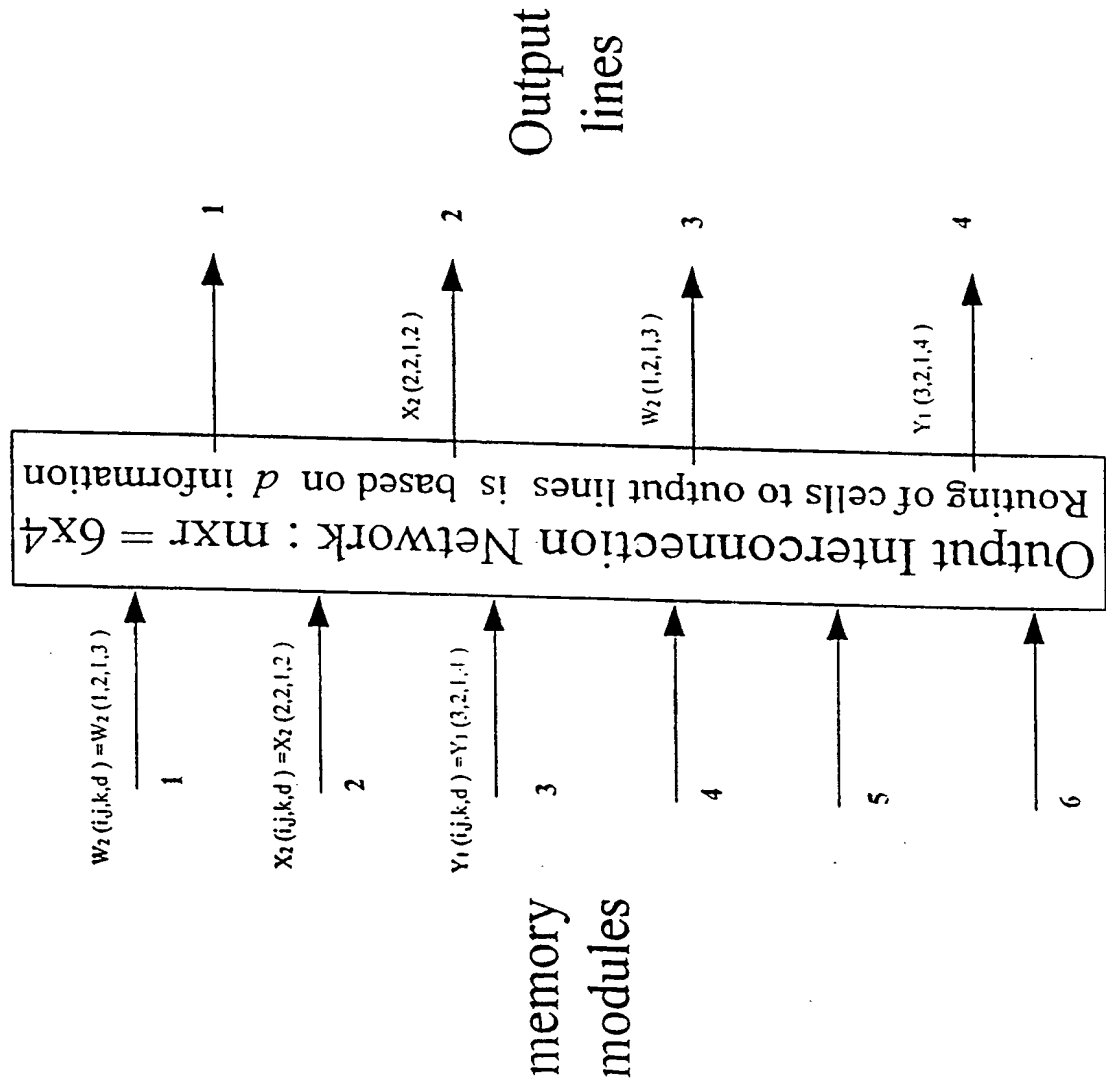 W2 (i,j,k,d ) =W2 (1,2,1,3 )
1
X2 (i,j,k,d ) =X2 (2,2,1,2 )
2
Y1 (i,j,k,d ) =Y1 (3,2,1,4 )
3
4
5
6
memory
modules
Output Interconnection Network : mxr = 6x4
Routing of cells to output lines is based on d information
1
X2 (2,2,1,2 )
2
W2 (1,2,1,3 )
3
Y1 (3,2,1,4 )
4
Output
lines